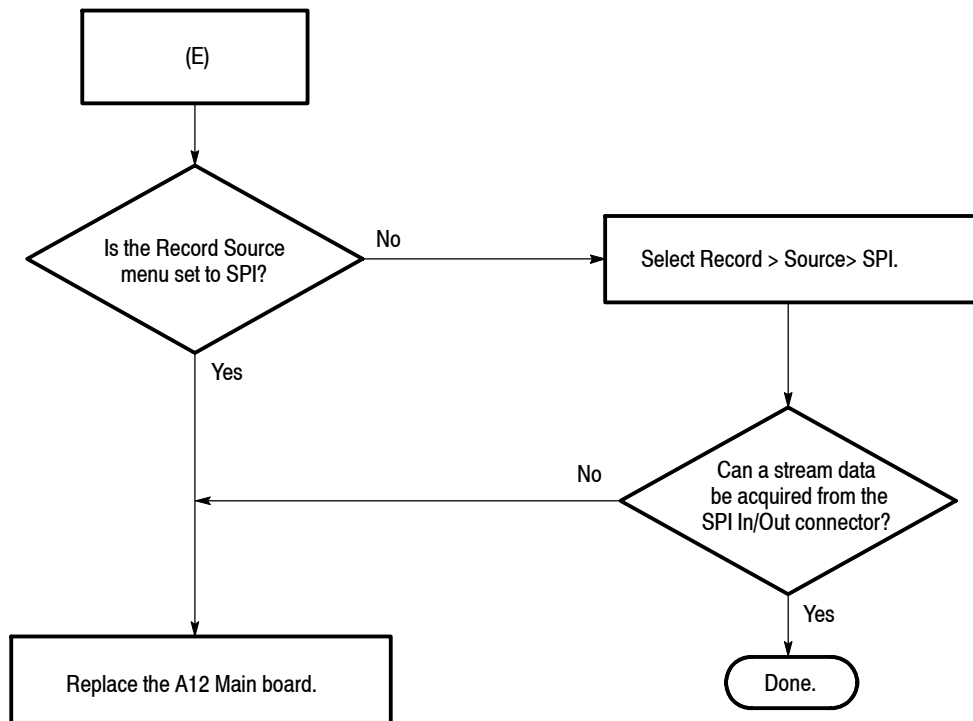 (E)
Is the Record Source
menu set to SPI?
No
Select Record > Source> SPI.
Yes
Can a stream data
be acquired from the
SPI In/Out connector?
No
Yes
Replace the A12 Main board.
Done.